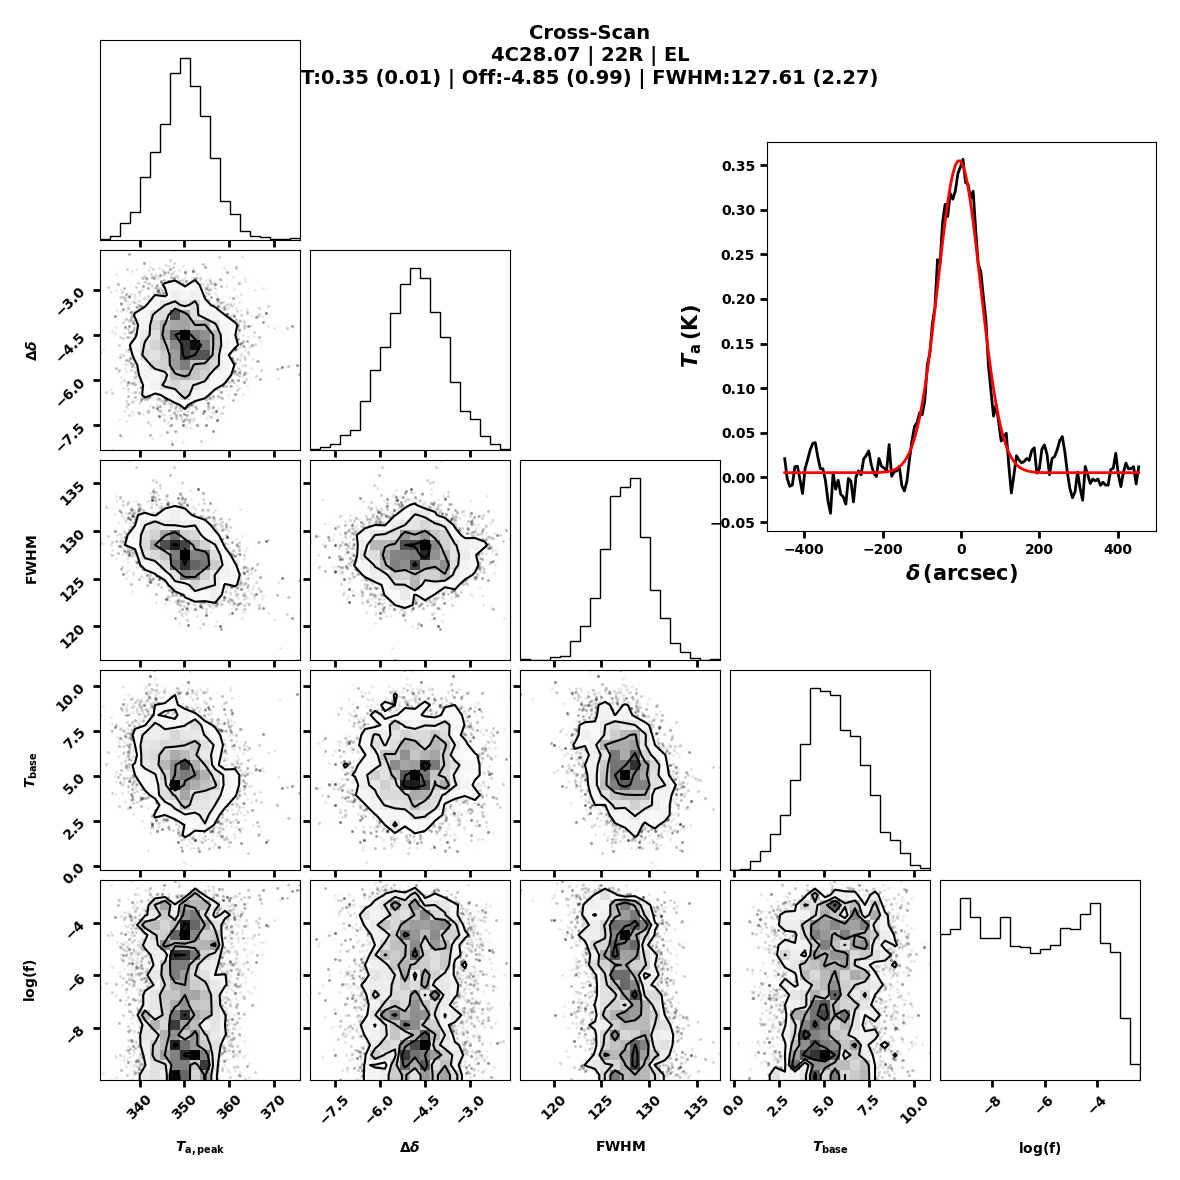 Cross-Scan
4C28.07 | 22R | EL
T:0.35 (0.01) | Off:-4.85 (0.99) | FWHM:127.61 (2.27)
0.35
0.30
0.25
0.20
0.15
0.10
0.05
0.00
−0.05
Ta (K)
−400 −200 0 200 400
δ (arcsec)
−3.0
−4.5
−6.0
−7.5
Δδ
135
130
125
120
FWHM
10.0
7.5
5.0
2.5
0.0
Tbase
−4
−6
−8
log(f)
340 350 360 370
−7.5 −6.0 −4.5 −3.0
120 125 130 135
0.0 2.5 5.0 7.5 10.0
−8 −6 −4
Ta,peak
Δδ
FWHM
Tbase
log(f)